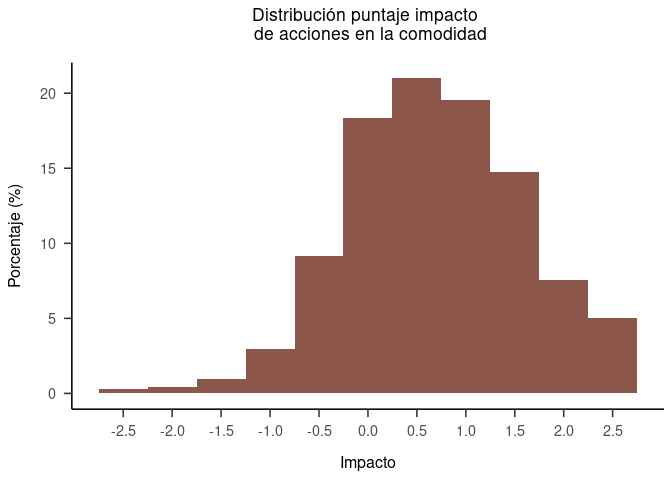 Distribución puntaje impacto
de acciones en la comodidad
20
15
10
5
0
Porcentaje (%)
-2.5 -2.0 -1.5 -1.0 -0.5 0.0 0.5 1.0 1.5 2.0 2.5
Impacto